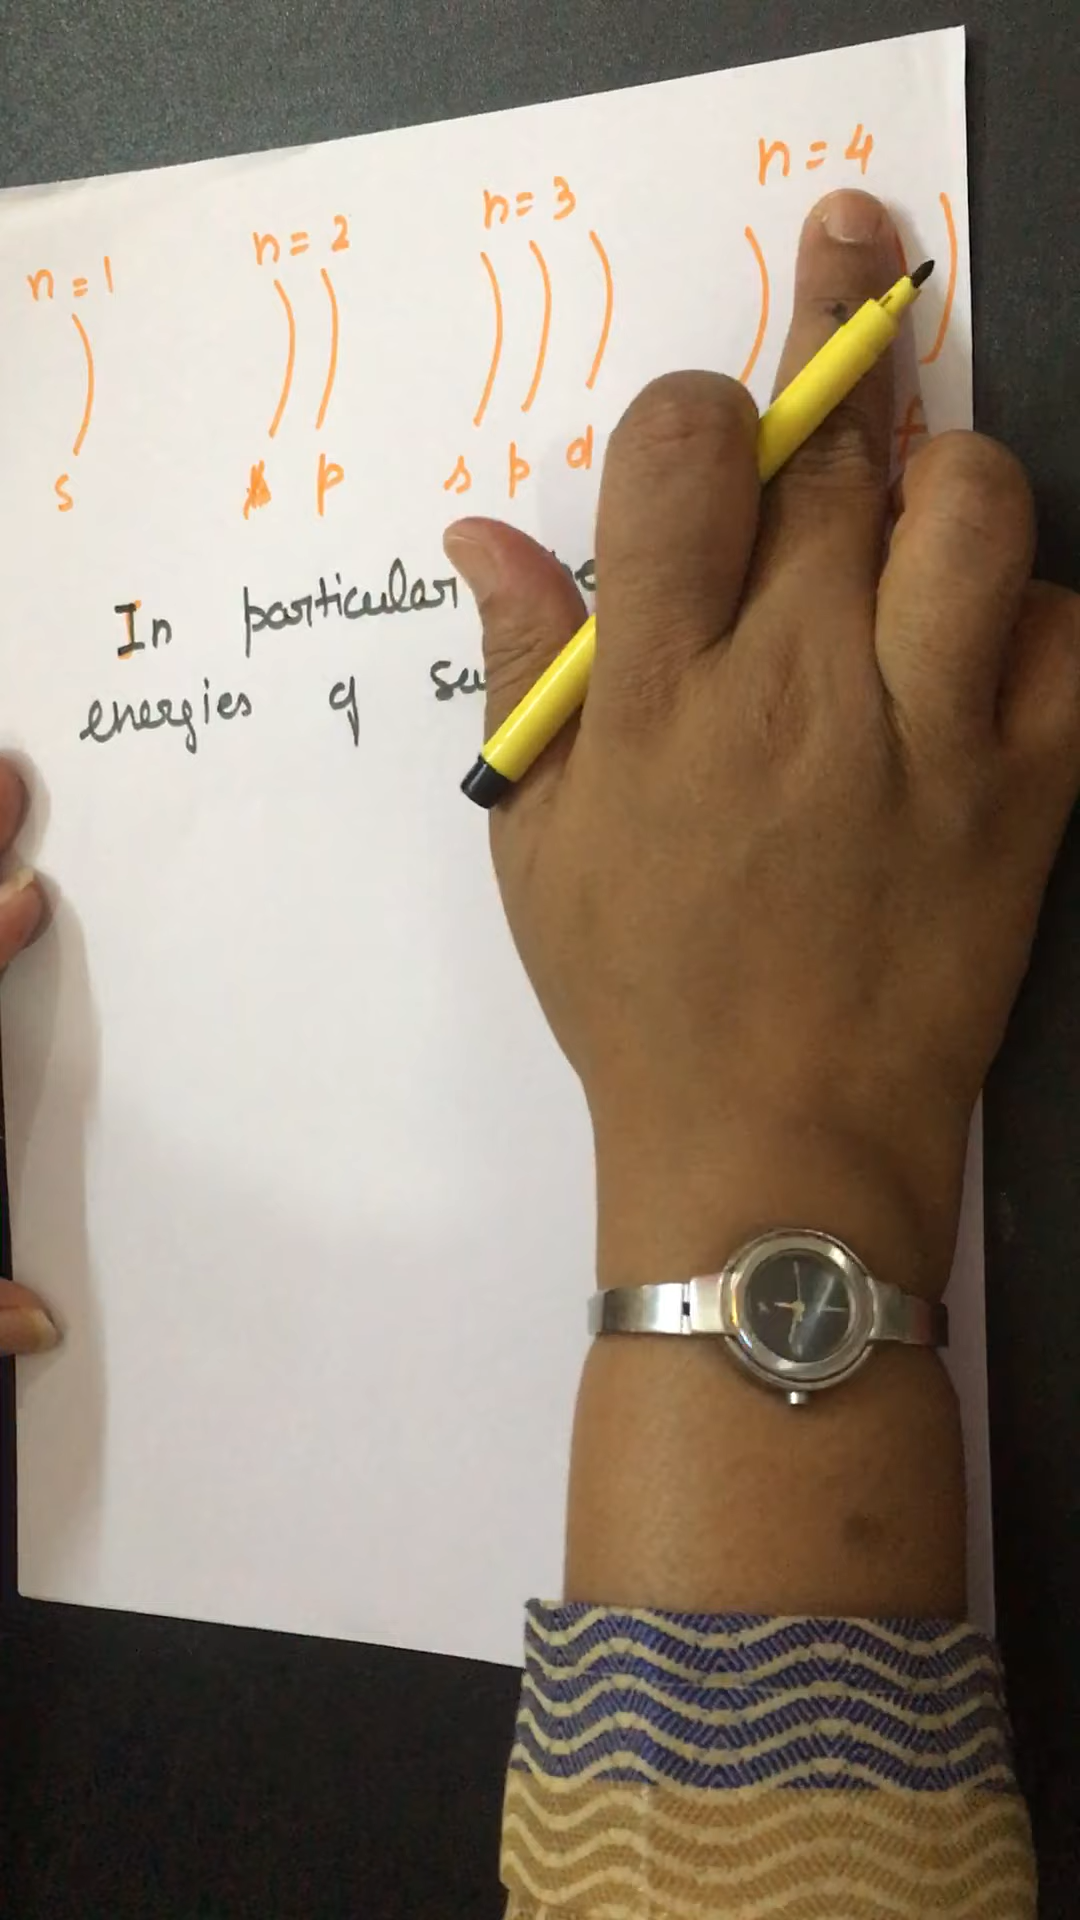 n = 1 n = 2 n = 3 n = 4
s s p s p d f
In particular
energies of